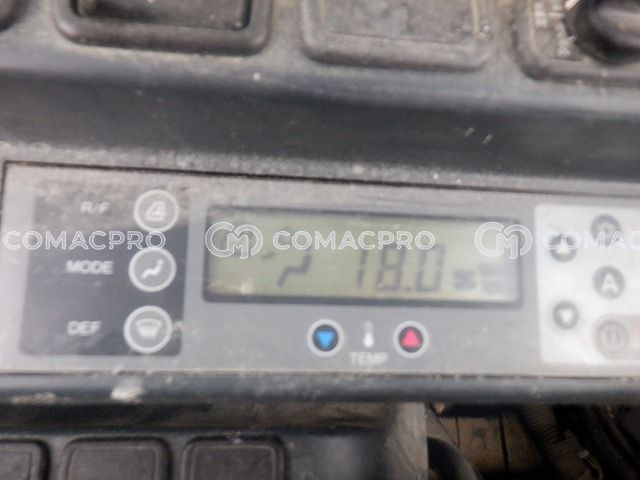 R/F
MODE
DEF
18.0
TEMP
A
COMACPRO
COMACPRO
COMACPRO